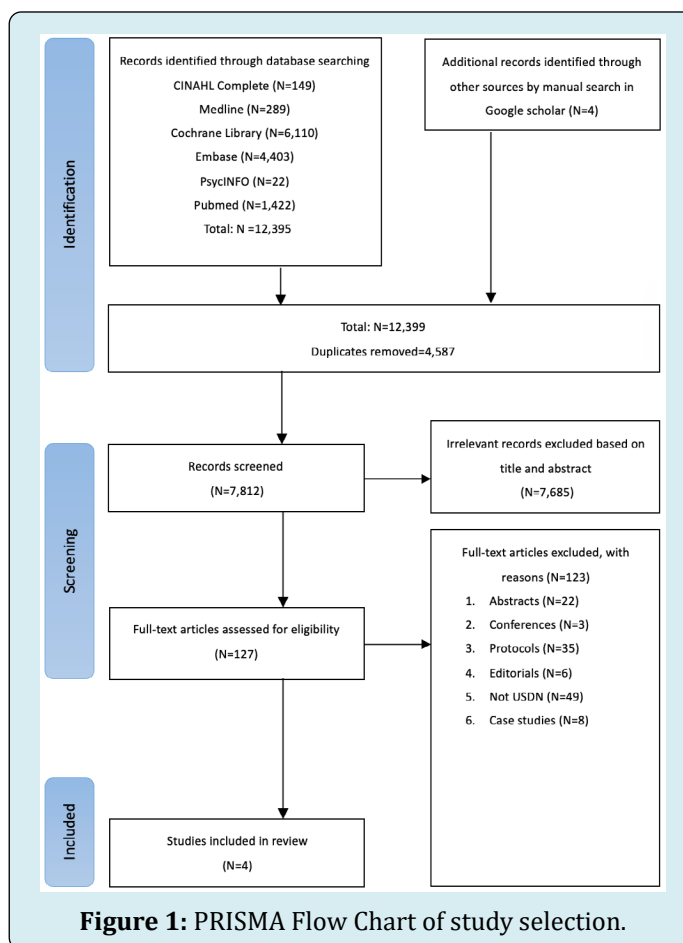 Records identified through database searching
CINAHL Complete (N=149)
Medline (N=289)
Cochrane Library (N=6,110)
Embase (N=4,403)
PsycINFO (N=22)
Pubmed (N=1,422)
Total: N =12,395
Additional records identified through
other sources by manual search in
Google scholar (N=4)
Identification
Total: N=12,399
Duplicates removed=4,587
Records screened
(N=7,812)
Irrelevant records excluded based on
title and abstract
(N=7,685)
Screening
Full-text articles assessed for eligibility
(N=127)
Full-text articles excluded, with
reasons (N=123)
1. Abstracts (N=22)
2. Conferences (N=3)
3. Protocols (N=35)
4. Editorials (N=6)
5. Not USDN (N=49)
6. Case studies (N=8)
Included
Studies included in review
(N=4)
Figure 1: PRISMA Flow Chart of study selection.